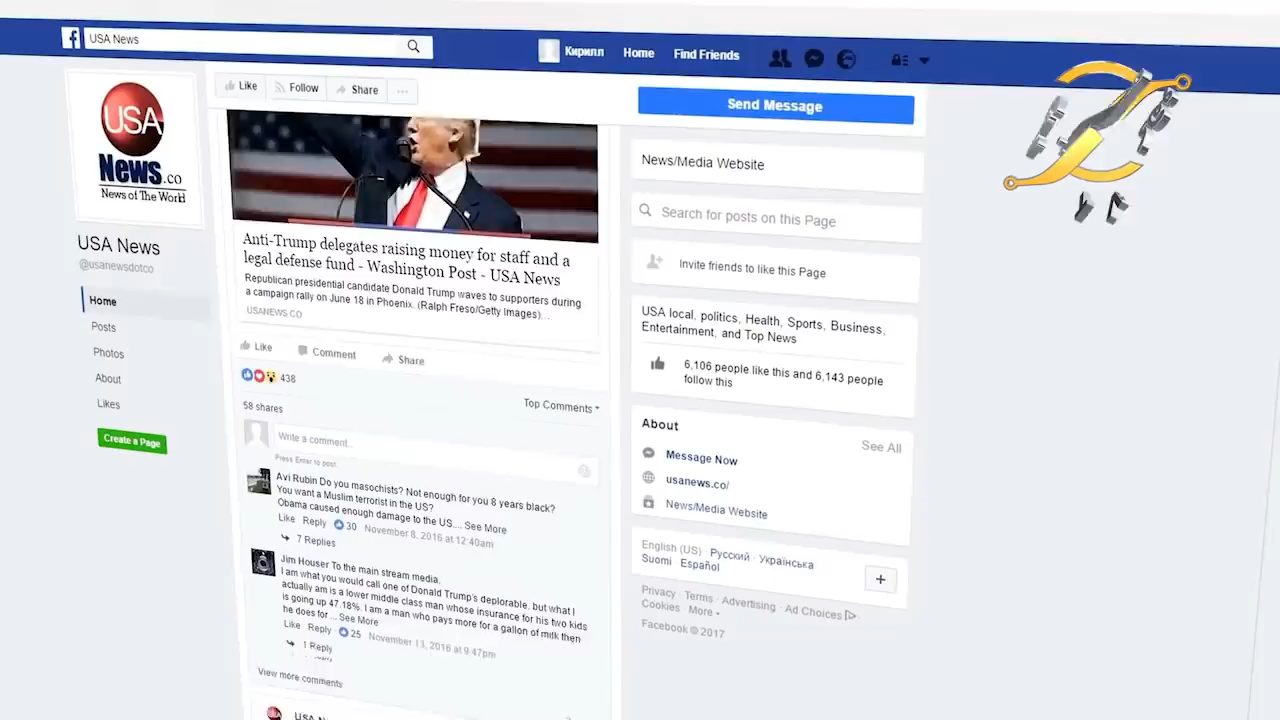 USA News
Кирилл
Home
Find Friends
USA
News.co
News of The World
USA News
@usanewsdotco
Home
Posts
Photos
About
Likes
Create a Page
Like
Follow
Share
...
Anti-Trump delegates raising money for staff and a
legal defense fund - Washington Post - USA News
Republican presidential candidate Donald Trump waves to supporters during
a campaign rally on June 18 in Phoenix. (Ralph Freso/Getty Images)...
USANEWS.CO
Like Comment Share
438
Top Comments
58 shares
Write a comment...
Press Enter to post.
Avi Rubin Do you masochists? Not enough for you 8 years black?
You want a Muslim terrorist in the US?
Obama caused enough damage to the US.... See More
Like Reply 30 November 8, 2016 at 12:40am
7 Replies
Jim Houser To the main stream media,
I am what you would call one of Donald Trump's deplorable, but what I
actually am is a lower middle class man whose insurance for his two kids
is going up 47.18%. I am a man who pays more for a gallon of milk then
he does for ... See More
Like Reply 25 November 13, 2016 at 9:47pm
1 Reply
View more comments
Send Message
News/Media Website
Search for posts on this Page
Invite friends to like this Page
USA local, politics, Health, Sports, Business,
Entertainment, and Top News
6,106 people like this and 6,143 people
follow this
About
See All
Message Now
usanews.co/
News/Media Website
English (US) · Русский · Українська
Suomi · Español
+
Privacy · Terms · Advertising · Ad Choices
Cookies · More
Facebook © 2017